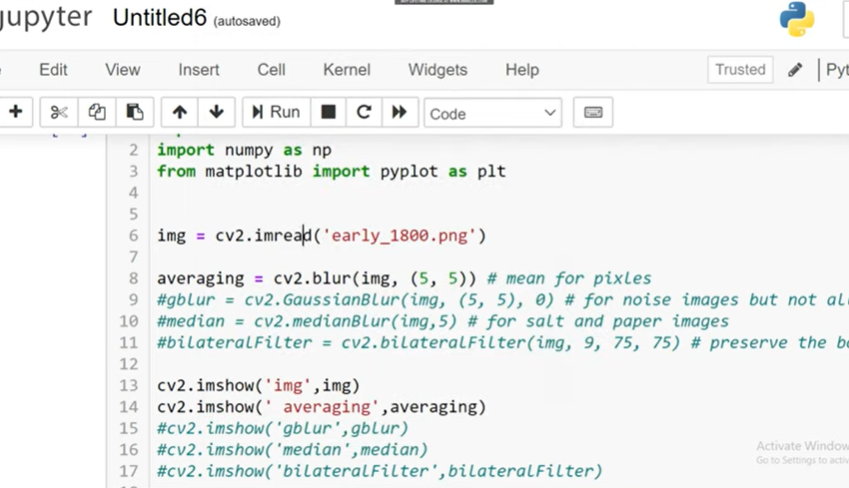 jupyter Untitled6 (autosaved)
Edit View Insert Cell Kernel Widgets Help Trusted Pyt
Run Code
2 import numpy as np
3 from matplotlib import pyplot as plt
4
5
6 img = cv2.imread('early_1800.png')
7
8 averaging = cv2.blur(img, (5, 5)) # mean for pixles
9 #gblur = cv2.GaussianBlur(img, (5, 5), 0) # for noise images but not all
10 #median = cv2.medianBlur(img,5) # for salt and paper images
11 #bilateralFilter = cv2.bilateralFilter(img, 9, 75, 75) # preserve the bo
12
13 cv2.imshow('img',img)
14 cv2.imshow(' averaging',averaging)
15 #cv2.imshow('gblur',gblur)
16 #cv2.imshow('median',median)
17 #cv2.imshow('bilateralFilter',bilateralFilter)
Activate Window
Go to Settings to activ